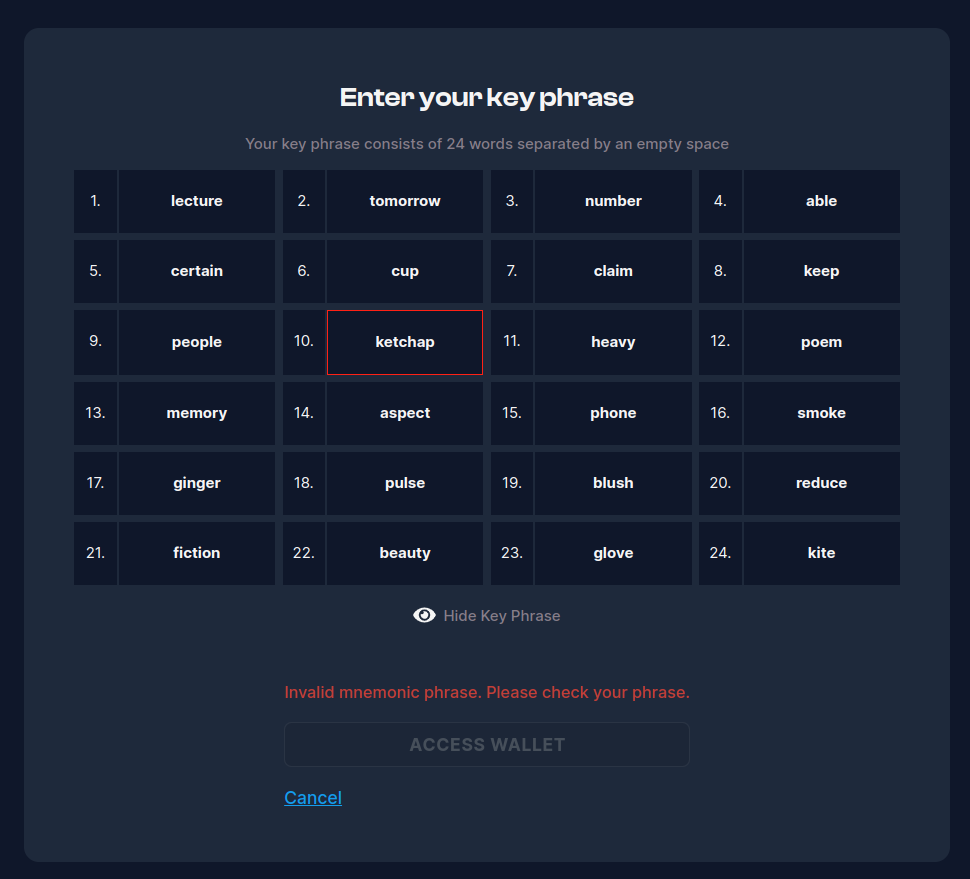 Enter your key phrase
Your key phrase consists of 24 words separated by an empty space
1. lecture 2. tomorrow 3. number 4. able
5. certain 6. cup 7. claim 8. keep
9. people 10. ketchap 11. heavy 12. poem
13. memory 14. aspect 15. phone 16. smoke
17. ginger 18. pulse 19. blush 20. reduce
21. fiction 22. beauty 23. glove 24. kite
Hide Key Phrase
Invalid mnemonic phrase. Please check your phrase.
ACCESS WALLET
Cancel